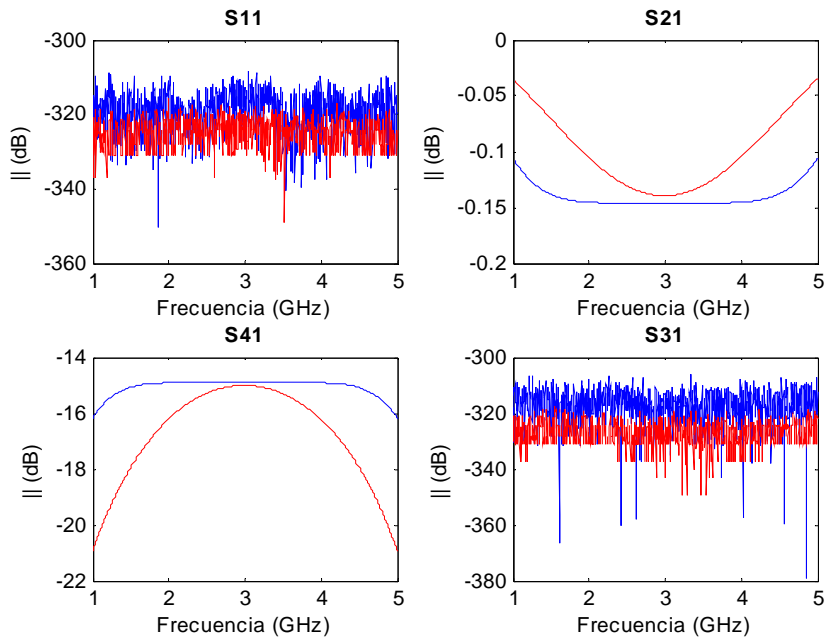 S11
-300
-320
-340
-360
|| (dB)
1 2 3 4 5
Frecuencia (GHz)
S21
0
-0.05
-0.1
-0.15
-0.2
|| (dB)
1 2 3 4 5
Frecuencia (GHz)
S41
-14
-16
-18
-20
-22
|| (dB)
1 2 3 4 5
Frecuencia (GHz)
S31
-300
-320
-340
-360
-380
|| (dB)
1 2 3 4 5
Frecuencia (GHz)